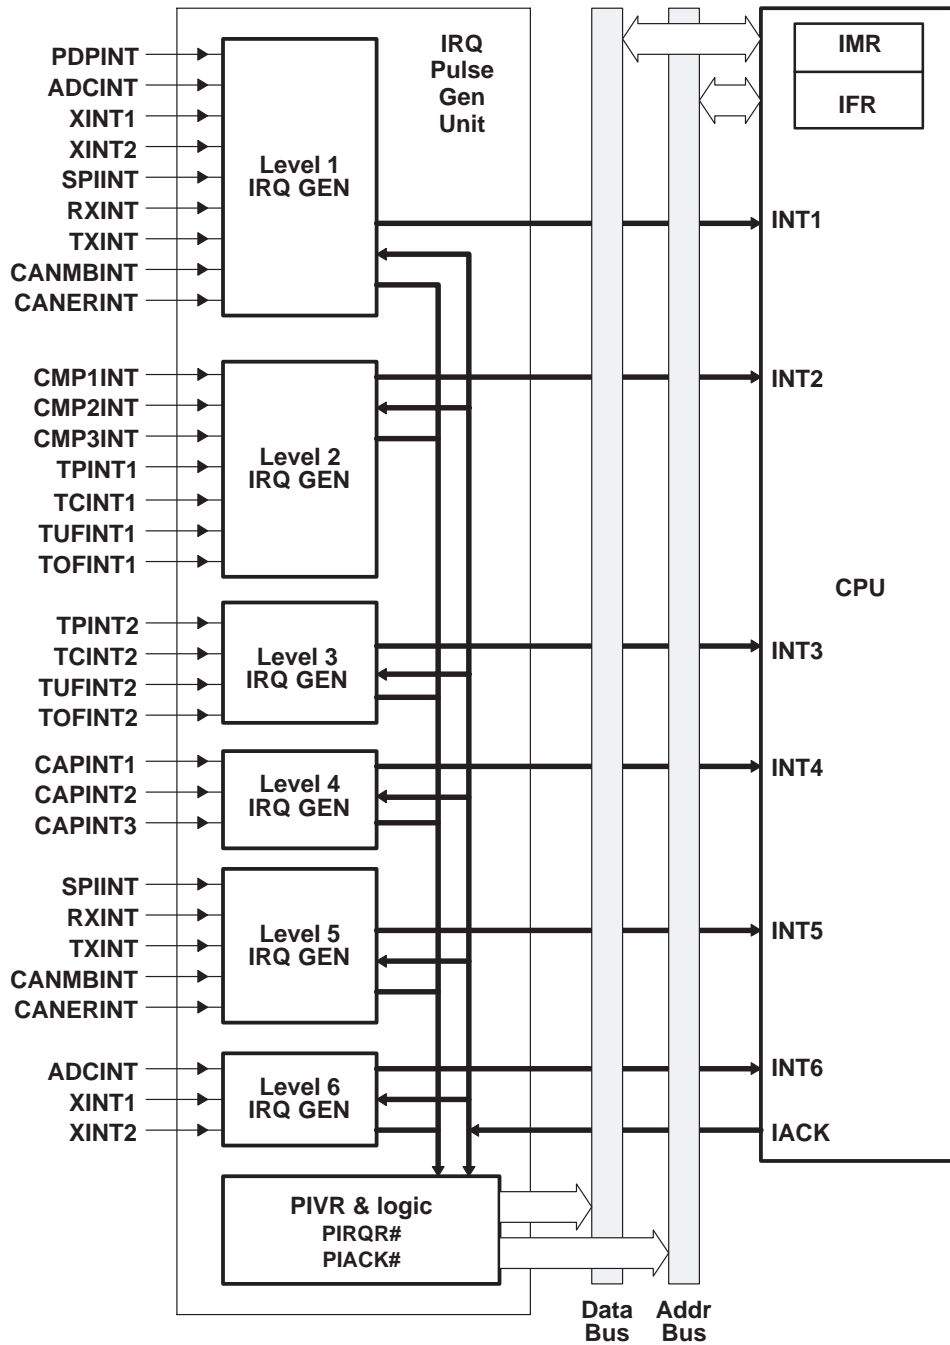 IRQ
Pulse
Gen
Unit
PDPINT
ADCINT
XINT1
XINT2
SPIINT
RXINT
TXINT
CANMBINT
CANERINT
Level 1
IRQ GEN
IMR
IFR
INT1
CMP1INT
CMP2INT
CMP3INT
TPINT1
TCINT1
TUFINT1
TOFINT1
Level 2
IRQ GEN
INT2
CPU
TPINT2
TCINT2
TUFINT2
TOFINT2
Level 3
IRQ GEN
INT3
CAPINT1
CAPINT2
CAPINT3
Level 4
IRQ GEN
INT4
SPIINT
RXINT
TXINT
CANMBINT
CANERINT
Level 5
IRQ GEN
INT5
ADCINT
XINT1
XINT2
Level 6
IRQ GEN
INT6
IACK
PIVR & logic
PIRQR#
PIACK#
Data
Bus
Addr
Bus